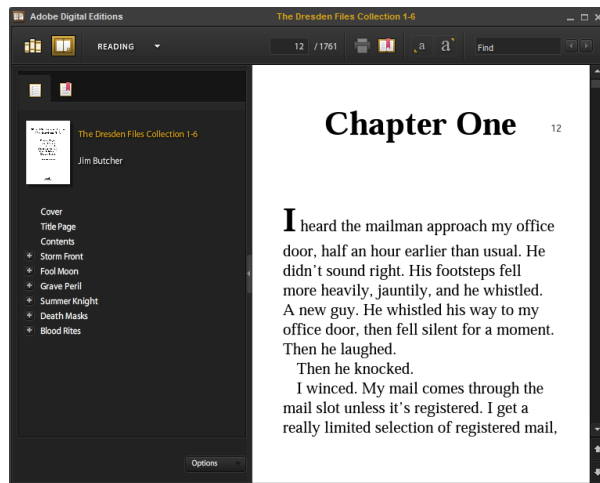 Adobe Digital Editions
The Dresden Files Collection 1-6
READING
12 / 1761
a
a
Find
The Dresden Files Collection 1-6
Jim Butcher
Cover
Title Page
Contents
Storm Front
Fool Moon
Grave Peril
Summer Knight
Death Masks
Blood Rites
Options
Chapter One
12
I heard the mailman approach my office
door, half an hour earlier than usual. He
didn’t sound right. His footsteps fell
more heavily, jauntily, and he whistled.
A new guy. He whistled his way to my
office door, then fell silent for a moment.
Then he laughed.
Then he knocked.
I winced. My mail comes through the
mail slot unless it’s registered. I get a
really limited selection of registered mail,